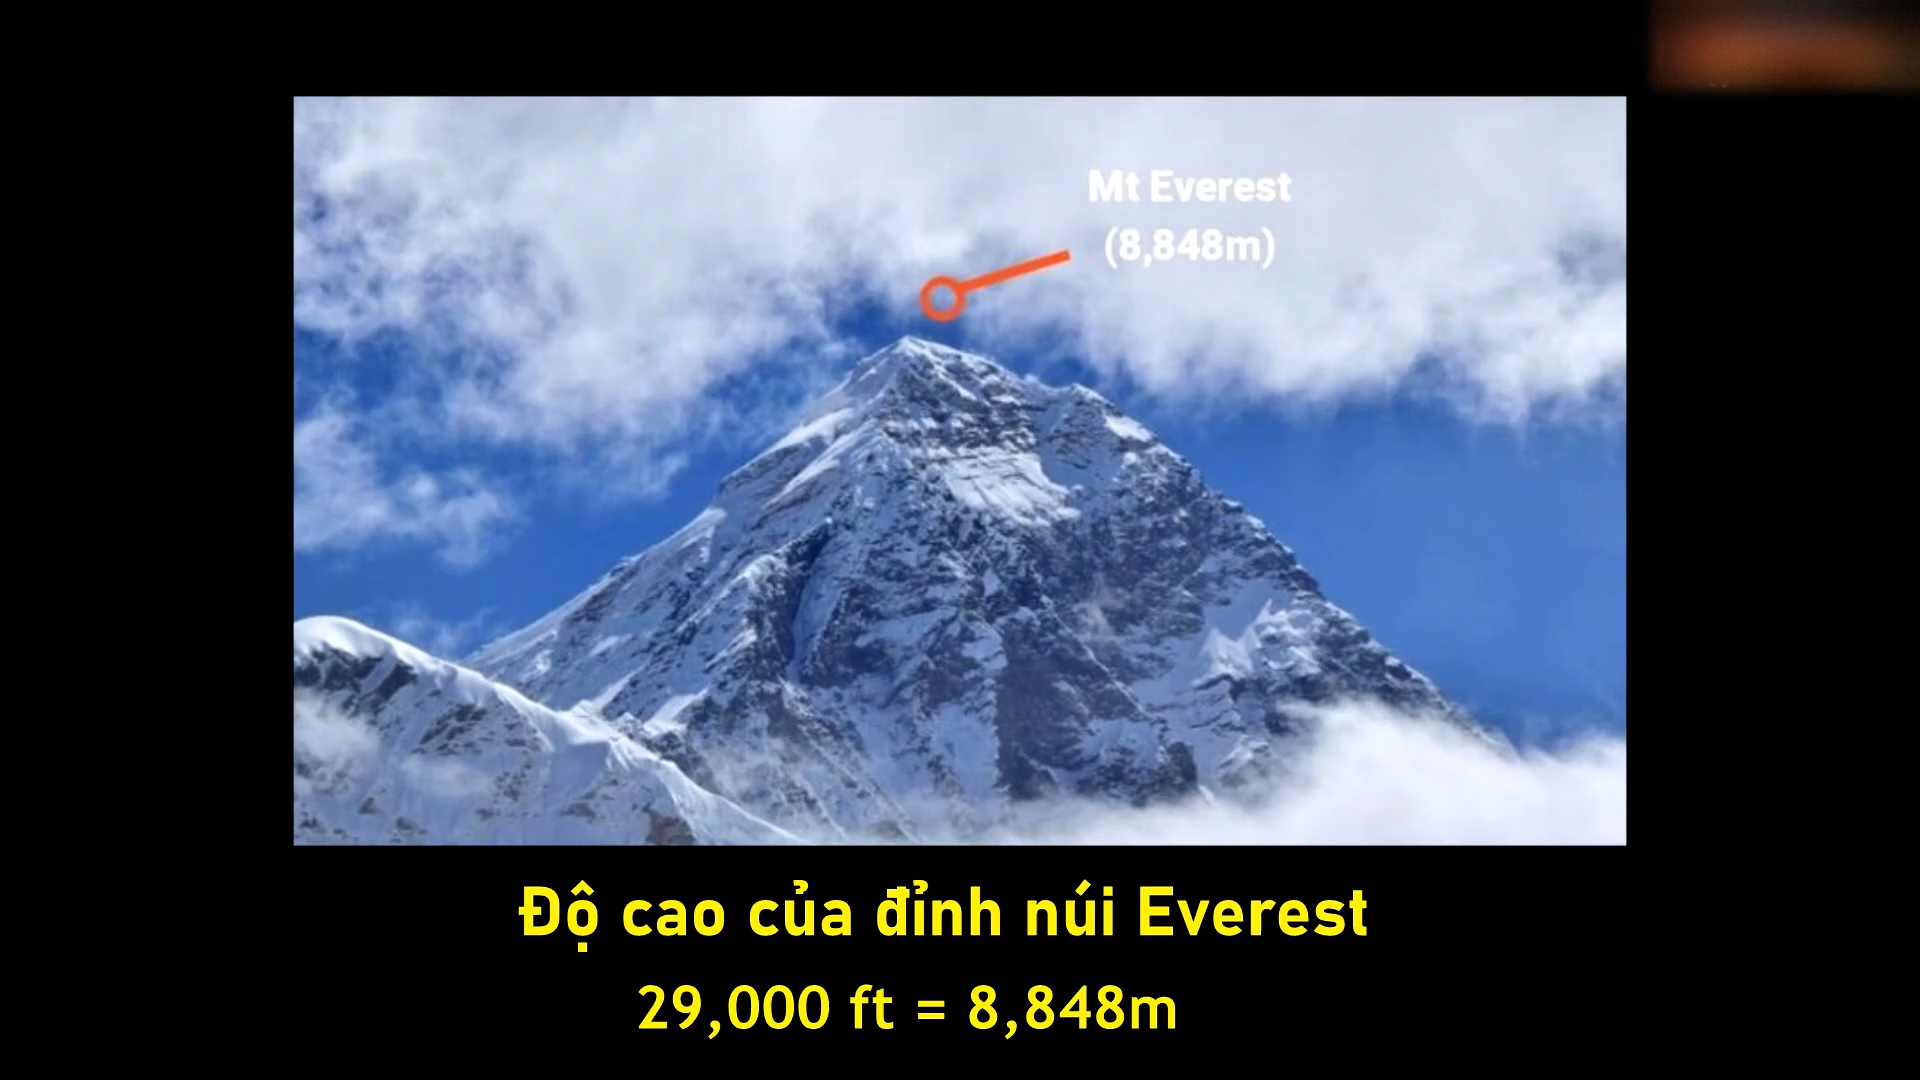 Mt Everest
(8,848m)
Độ cao của đỉnh núi Everest
29,000 ft = 8,848m